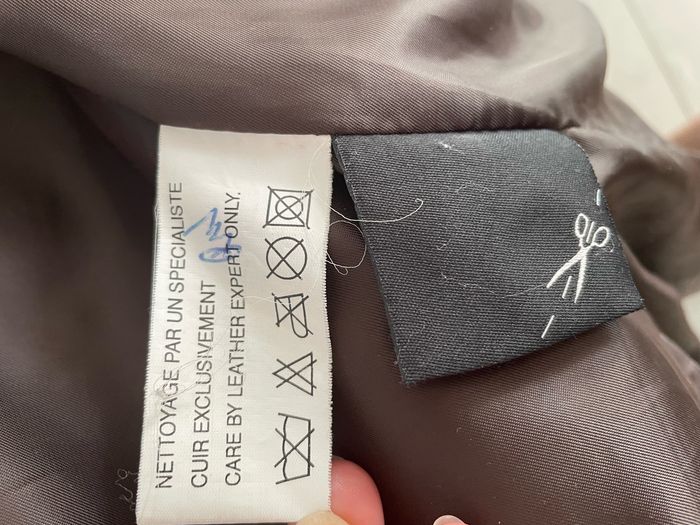 NETTOYAGE PAR UN SPECIALISTE
CUIR EXCLUSIVEMENT
CARE BY LEATHER EXPERT ONLY.